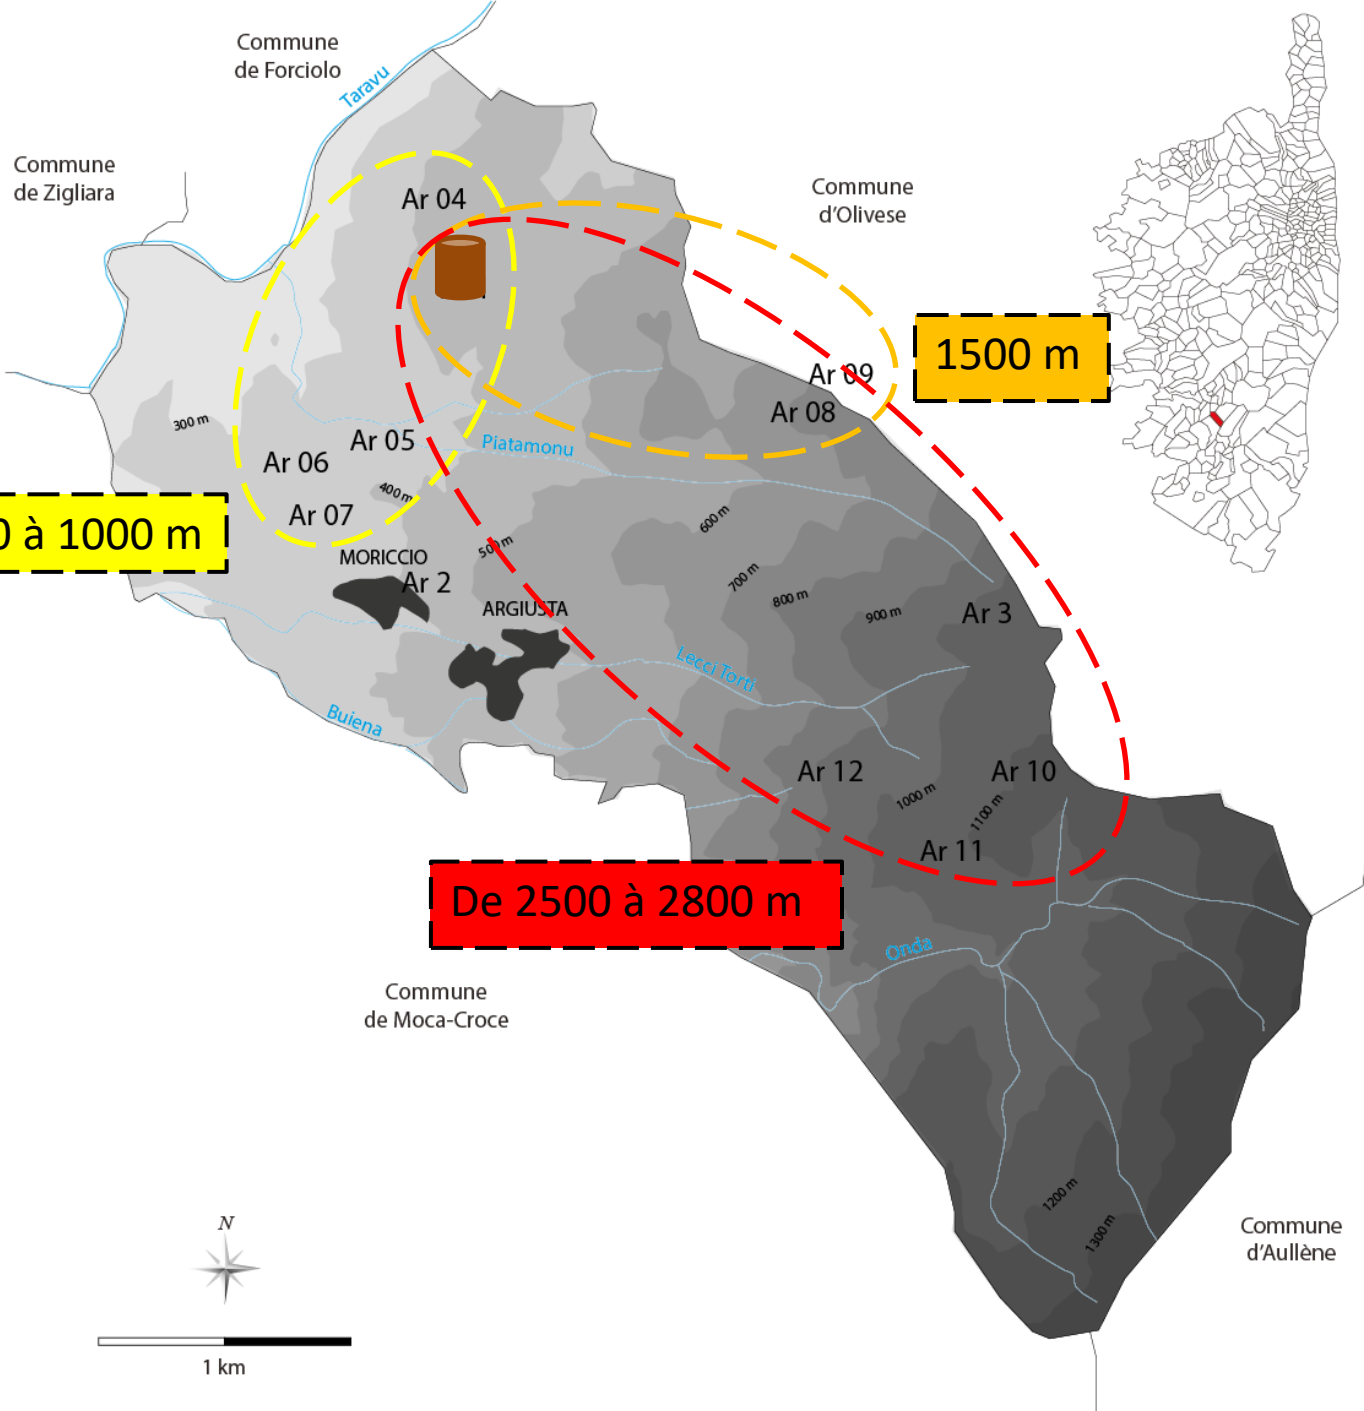 Commune
de Forciolo
Taravu
Commune
de Zigliara
Commune
d'Olivese
Ar 04
1500 m
Ar 09
Ar 08
300 m
Ar 05
Piatamonu
Ar 06
400 m
Ar 07
0 à 1000 m
600 m
500 m
MORICCIO
Ar 2
700 m
800 m
ARGIUSTA
900 m
Ar 3
Lecci Torti
Buiena
Ar 12
Ar 10
1000 m
1100 m
Ar 11
De 2500 à 2800 m
Onda
Commune
de Moca-Croce
1200 m
1300 m
N
Commune
d'Aullène
1 km